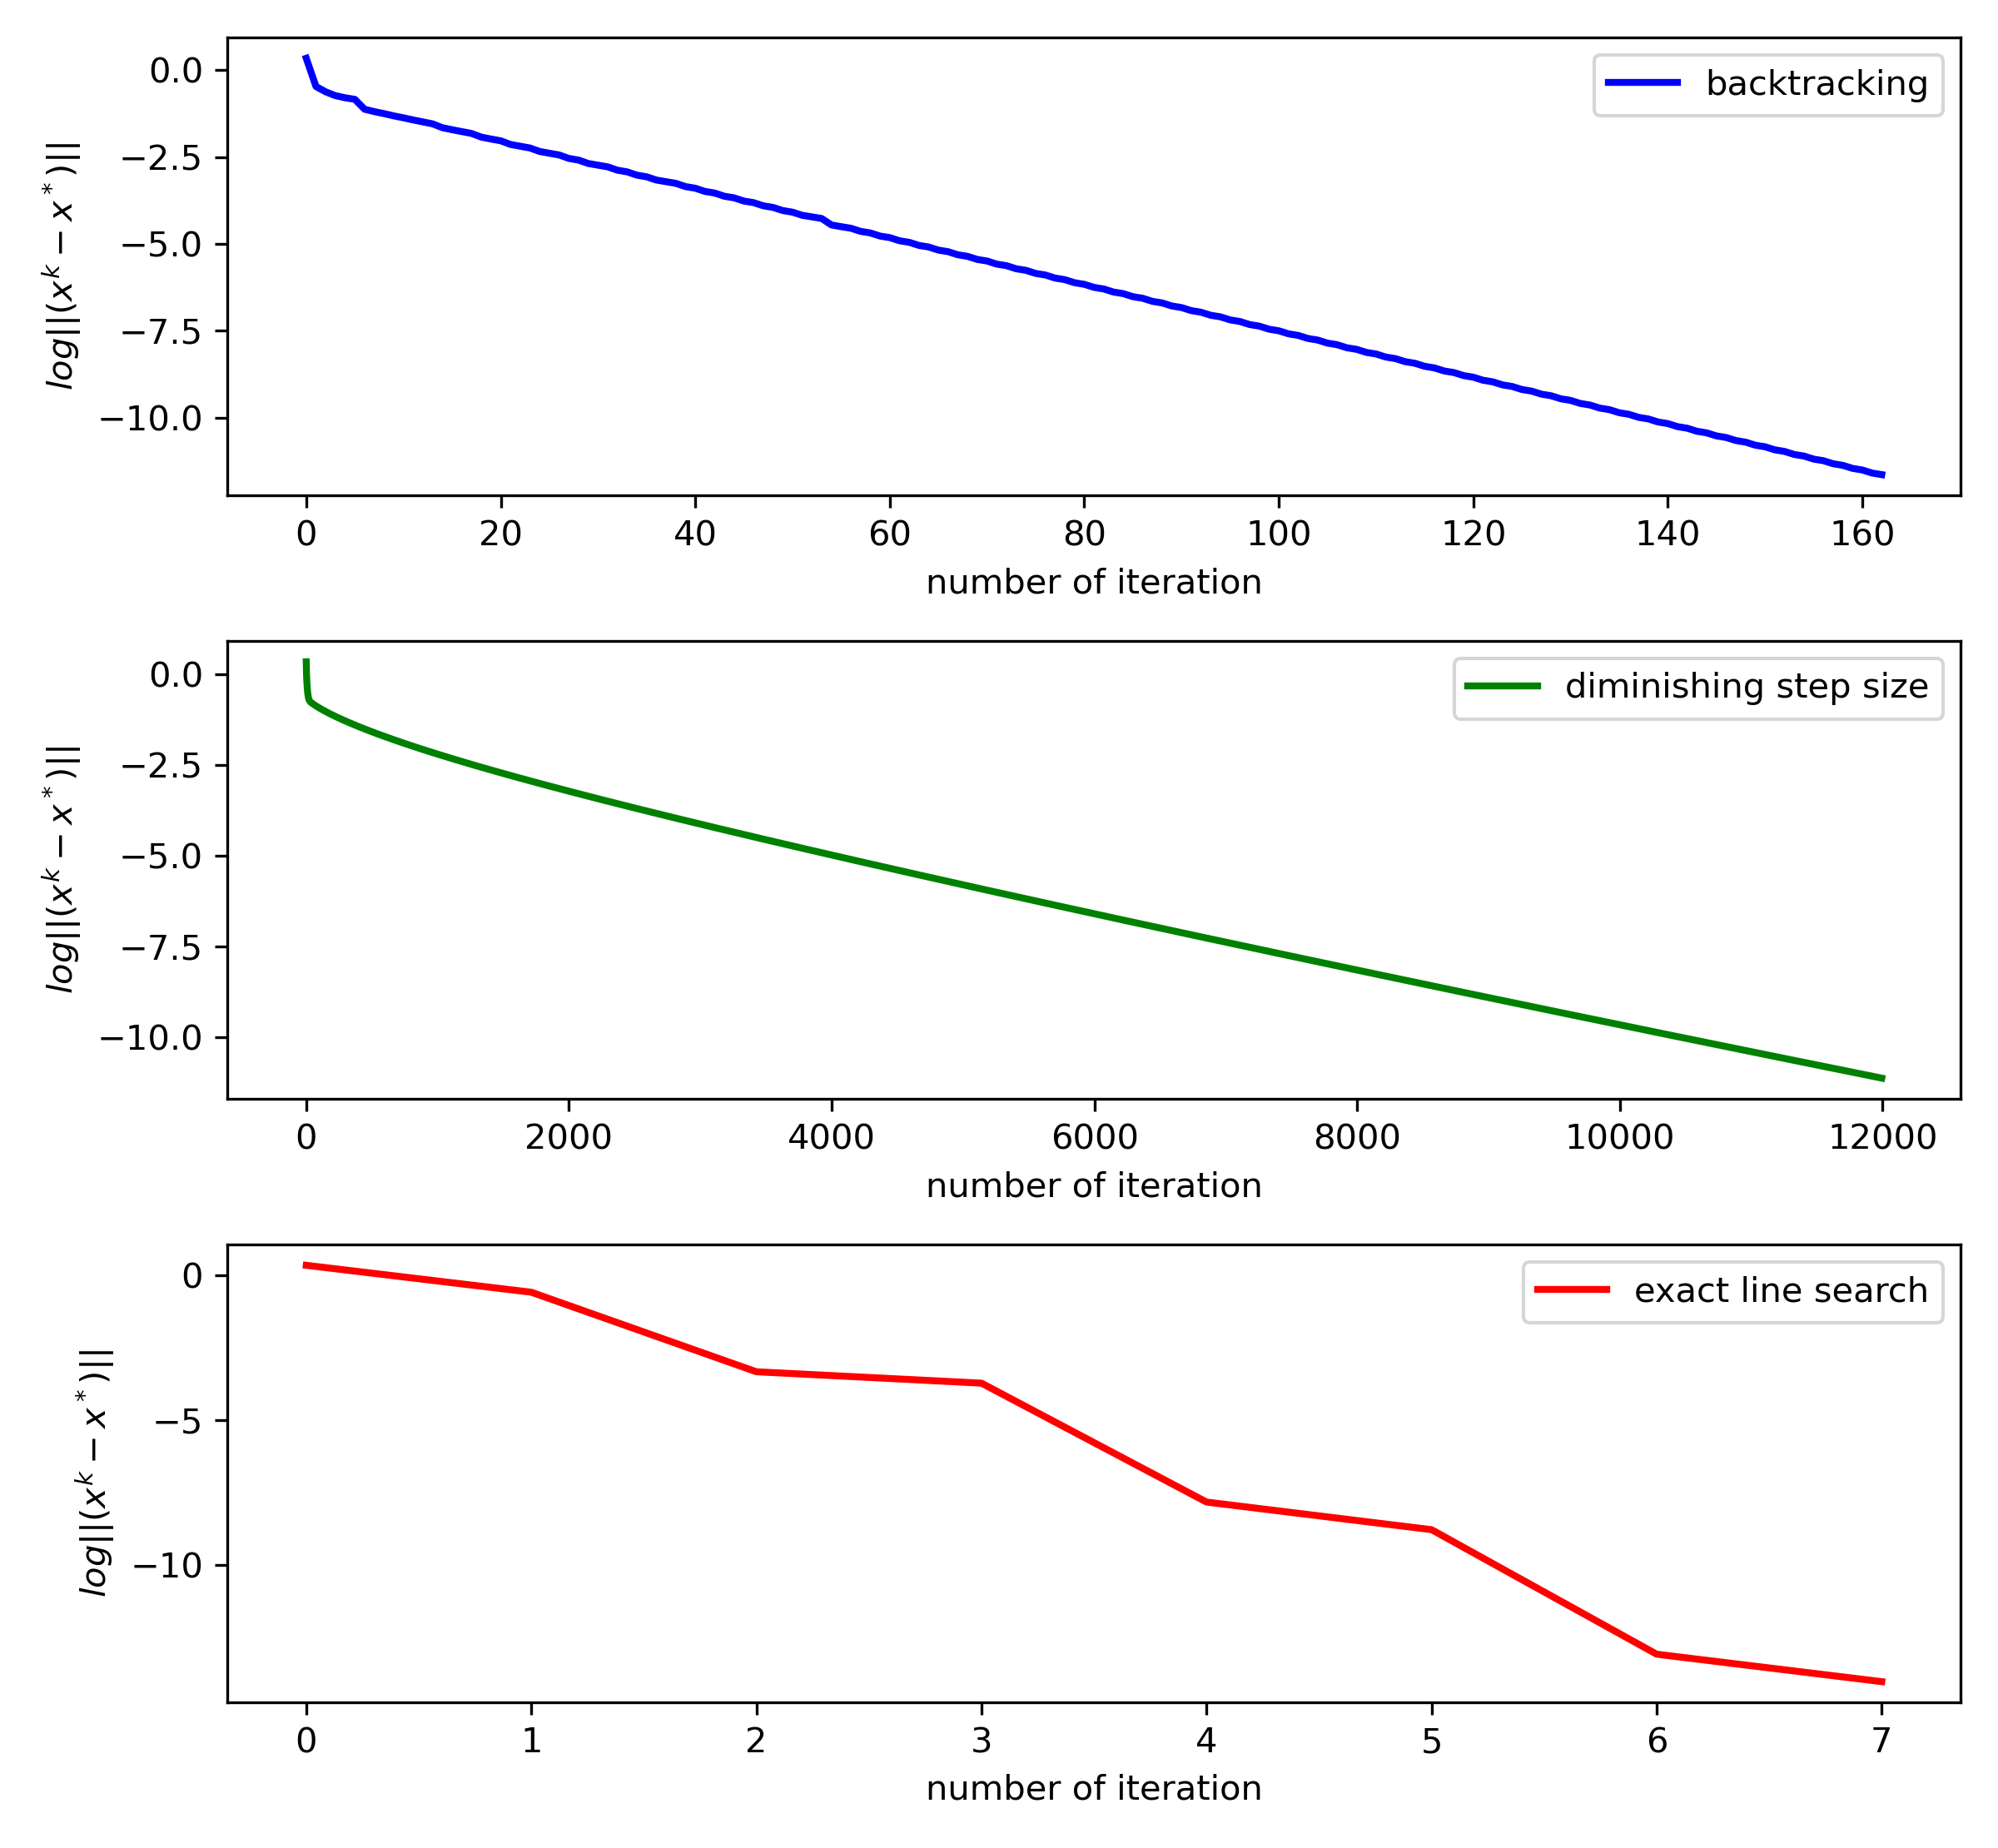 0.0
−2.5
−5.0
−7.5
−10.0
log||(x^k − x^*)||
backtracking
0 20 40 60 80 100 120 140 160
number of iteration
0.0
−2.5
−5.0
−7.5
−10.0
log||(x^k − x^*)||
diminishing step size
0 2000 4000 6000 8000 10000 12000
number of iteration
0
−5
−10
log||(x^k − x^*)||
exact line search
0 1 2 3 4 5 6 7
number of iteration